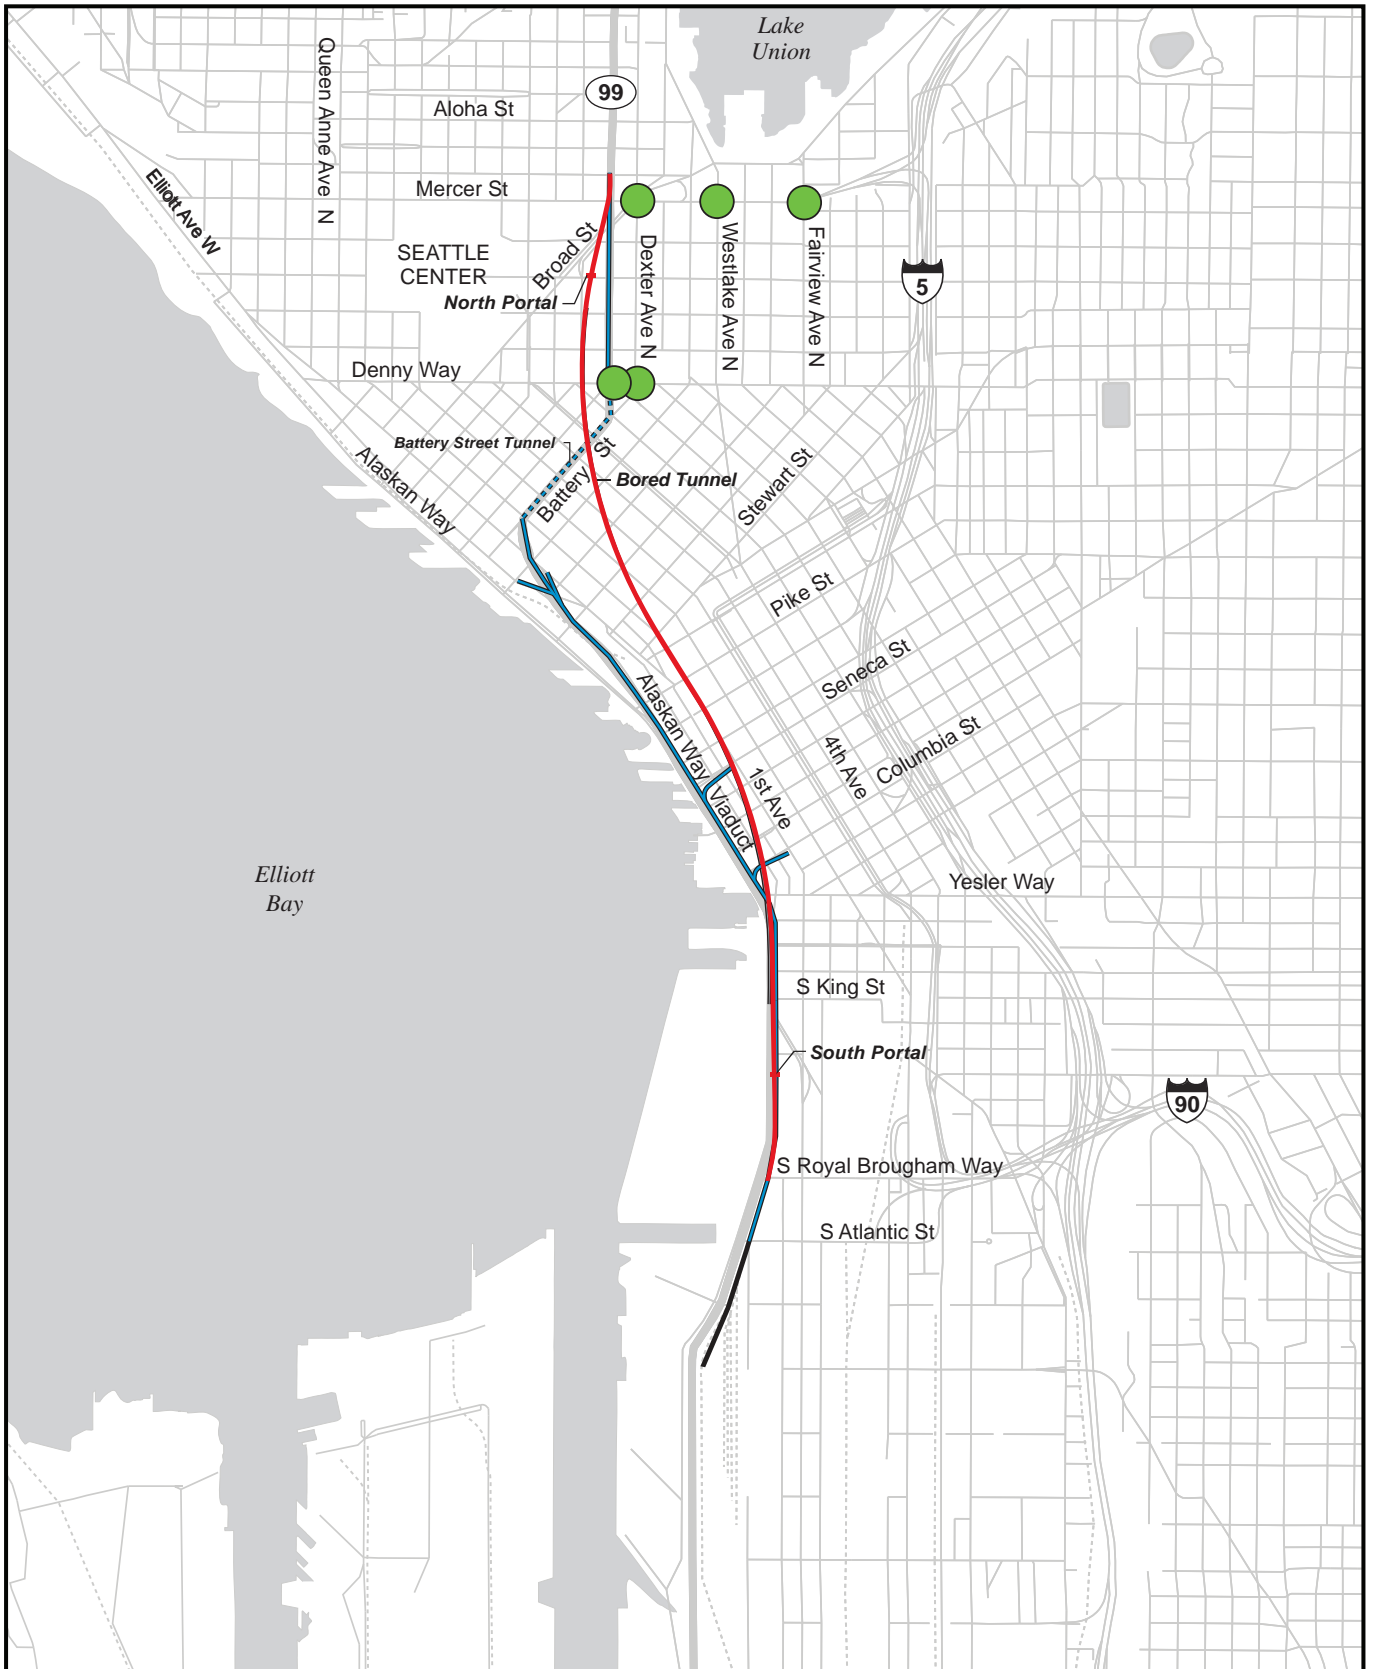 Lake
Union
Queen Anne Ave N
99
Aloha St
Mercer St
Elliott Ave W
SEATTLE
CENTER
Broad St
Dexter Ave N
Westlake Ave N
Fairview Ave N
5
North Portal
Denny Way
Battery Street Tunnel
Alaskan Way
Battery St
Bored Tunnel
Stewart St
Pike St
Seneca St
Alaskan Way Viaduct
1st Ave
4th Ave
Columbia St
Elliott
Bay
Yesler Way
S King St
South Portal
90
S Royal Brougham Way
S Atlantic St